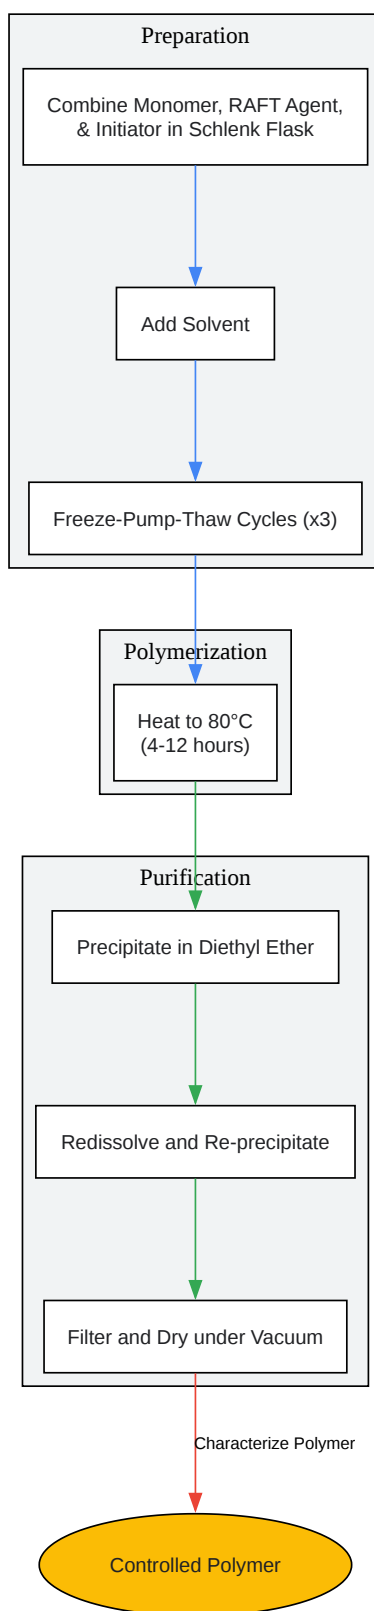 Preparation
Combine Monomer, RAFT Agent,
& Initiator in Schlenk Flask
Add Solvent
Freeze-Pump-Thaw Cycles (x3)
Polymerization
Heat to 80°C
(4-12 hours)
Purification
Precipitate in Diethyl Ether
Redissolve and Re-precipitate
Filter and Dry under Vacuum
Characterize Polymer
Controlled Polymer